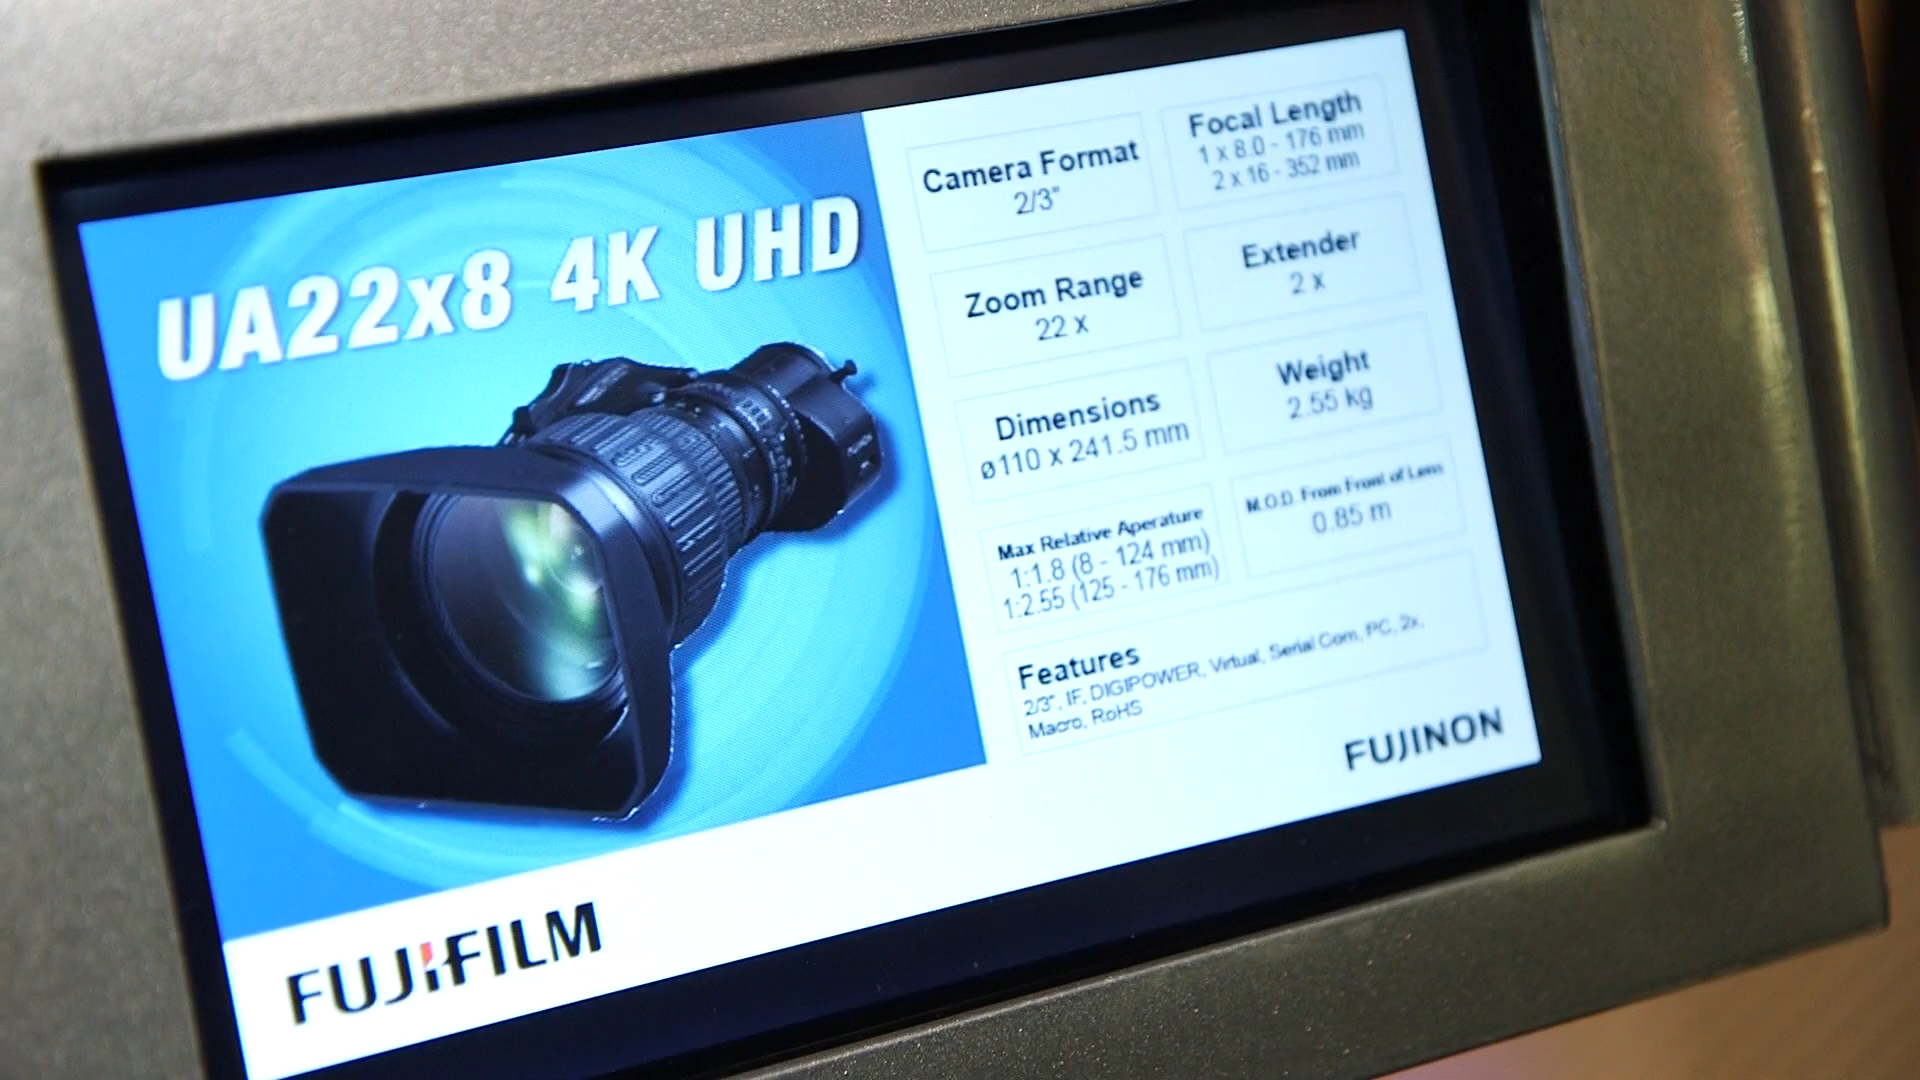 UA22x8 4K UHD
Camera Format
2/3"
Focal Length
1 x 8.0 - 176 mm
2 x 16 - 352 mm
Zoom Range
22 x
Extender
2 x
Dimensions
ø110 x 241.5 mm
Weight
2.55 kg
Max Relative Aperature
1:1.8 (8 - 124 mm)
1:2.55 (125 - 176 mm)
M.O.D. From Front of Lens
0.85 m
Features
2/3", IF, DIGIPOWER, Virtual, Serial Com, PC, 2x,
Macro, RoHS
FUJINON
FUJIFILM